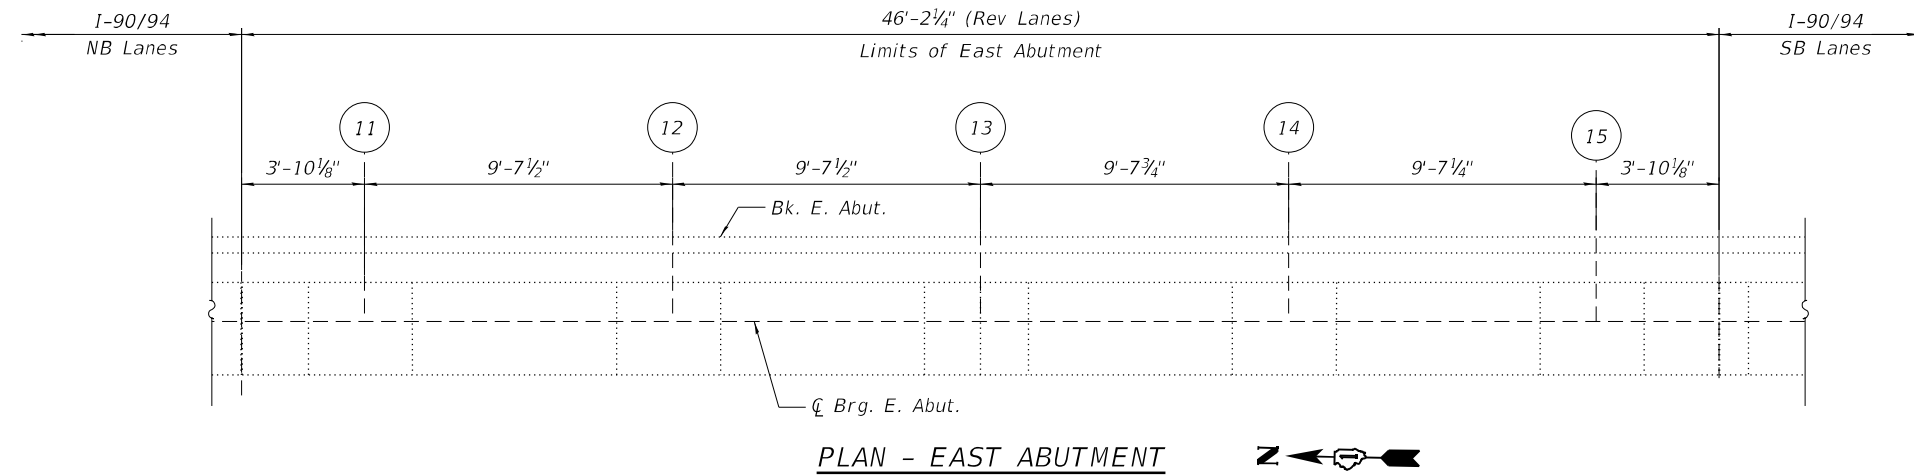 I-90/94
NB Lanes
46'-2¼" (Rev Lanes)
Limits of East Abutment
I-90/94
SB Lanes
11
12
13
14
15
3'-10⅛"
9'-7½"
9'-7½"
9'-7¾"
9'-7¼"
3'-10⅛"
Bk. E. Abut.
℄ Brg. E. Abut.
PLAN - EAST ABUTMENT
N